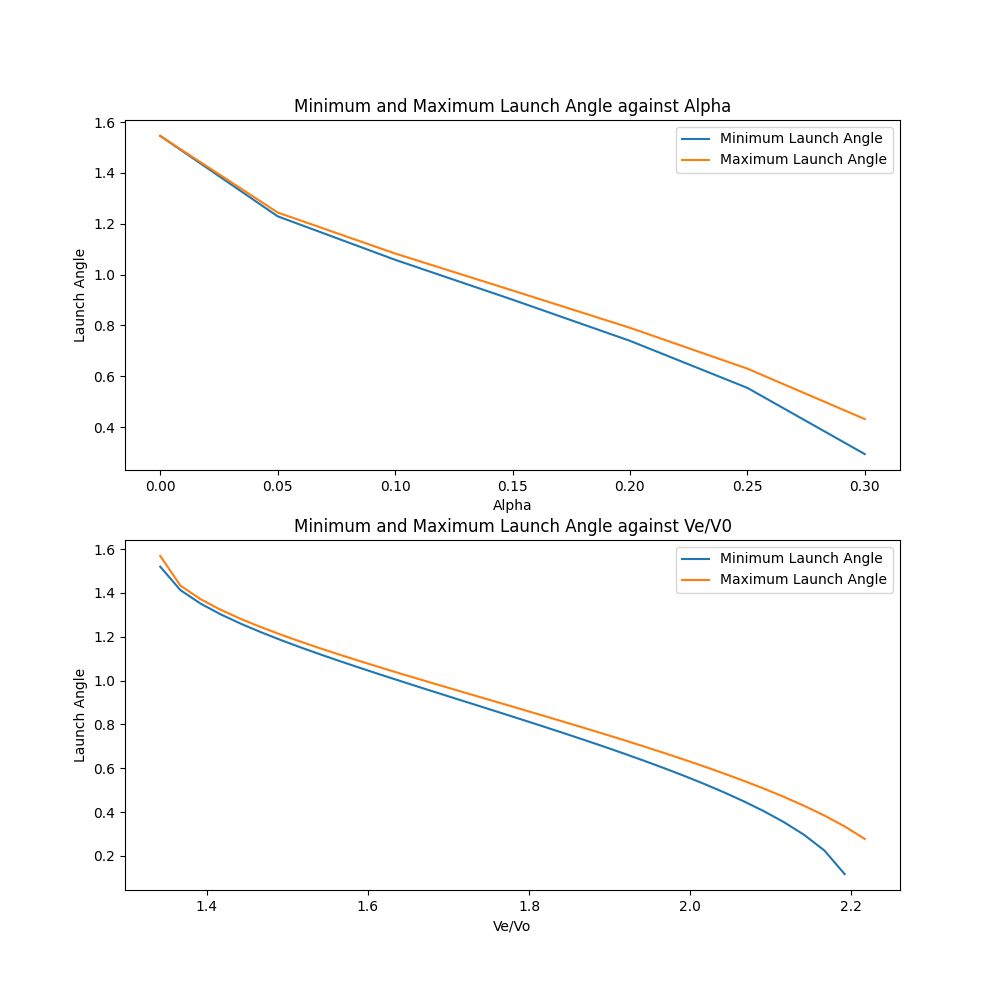 Minimum and Maximum Launch Angle against Alpha
Minimum Launch Angle
Maximum Launch Angle
Launch Angle
1.6
1.4
1.2
1.0
0.8
0.6
0.4
0.00 0.05 0.10 0.15 0.20 0.25 0.30
Alpha
Minimum and Maximum Launch Angle against Ve/V0
Minimum Launch Angle
Maximum Launch Angle
Launch Angle
1.6
1.4
1.2
1.0
0.8
0.6
0.4
0.2
1.4 1.6 1.8 2.0 2.2
Ve/Vo